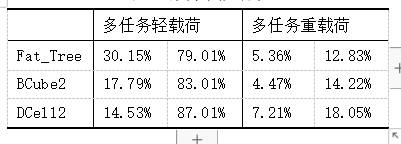 多任务轻载荷 多任务重载荷
Fat_Tree 30.15% 79.01% 5.36% 12.83%
BCube2 17.79% 83.01% 4.47% 14.22%
DCell2 14.53% 87.01% 7.21% 18.05%